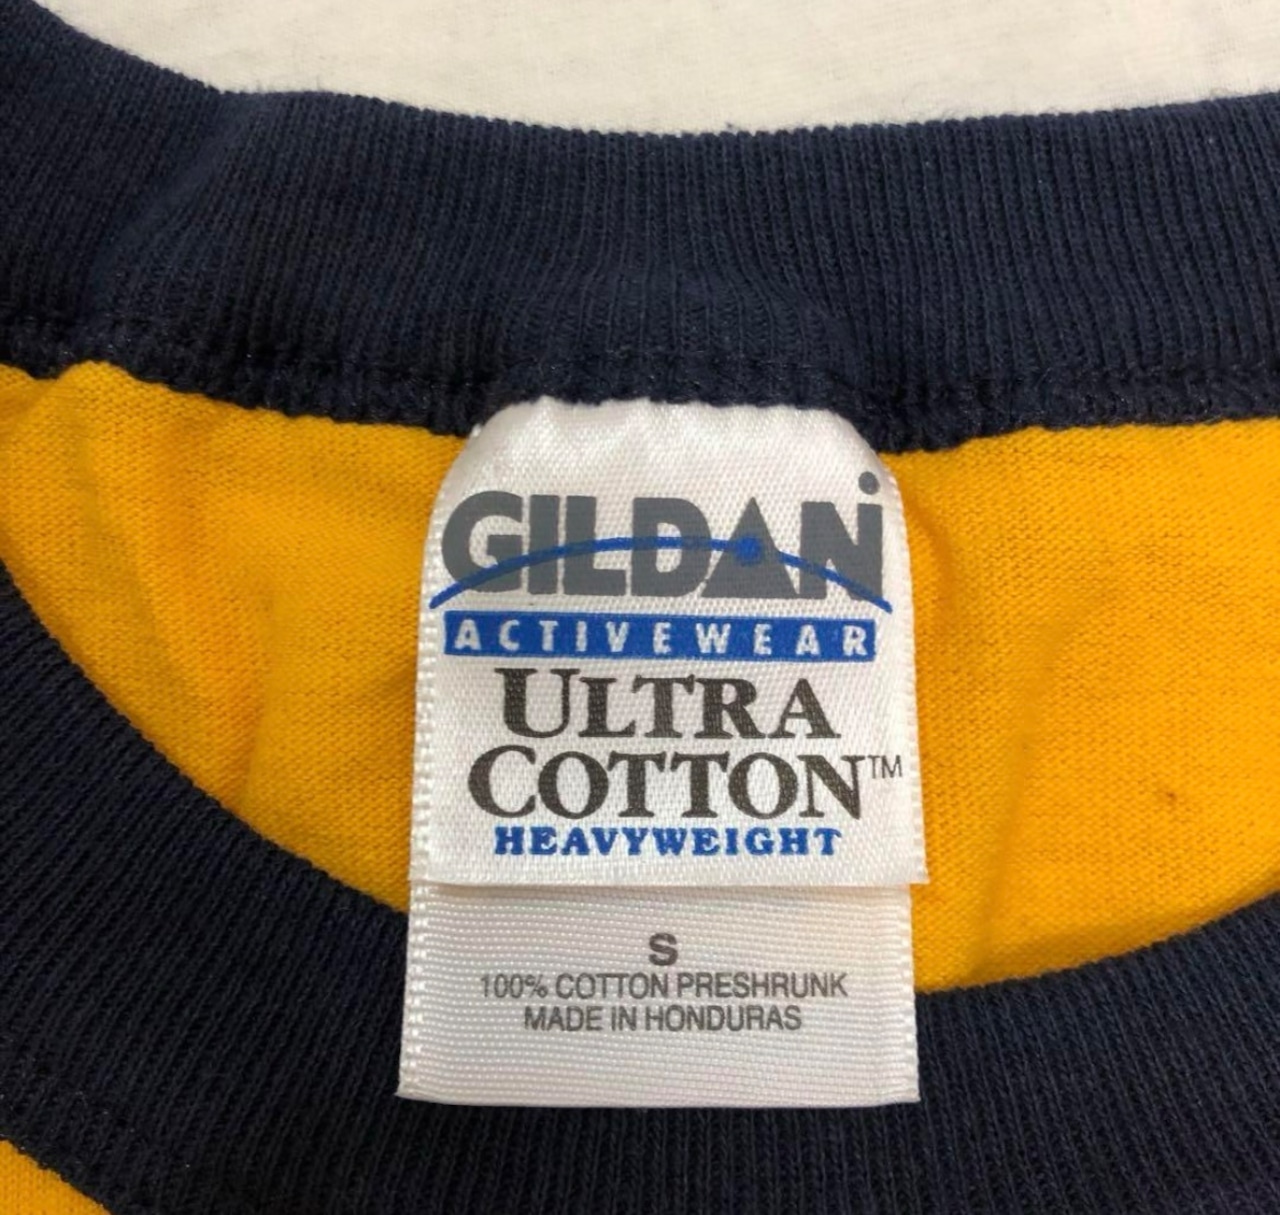 GILDAN
ACTIVEWEAR
ULTRA
COTTON™
HEAVYWEIGHT
S
100% COTTON PRESHRUNK
MADE IN HONDURAS